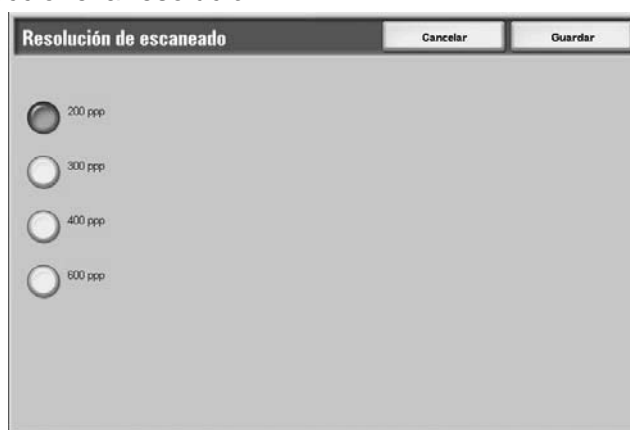 Resolución de escaneado Cancelar Guardar
200 ppp
300 ppp
400 ppp
600 ppp